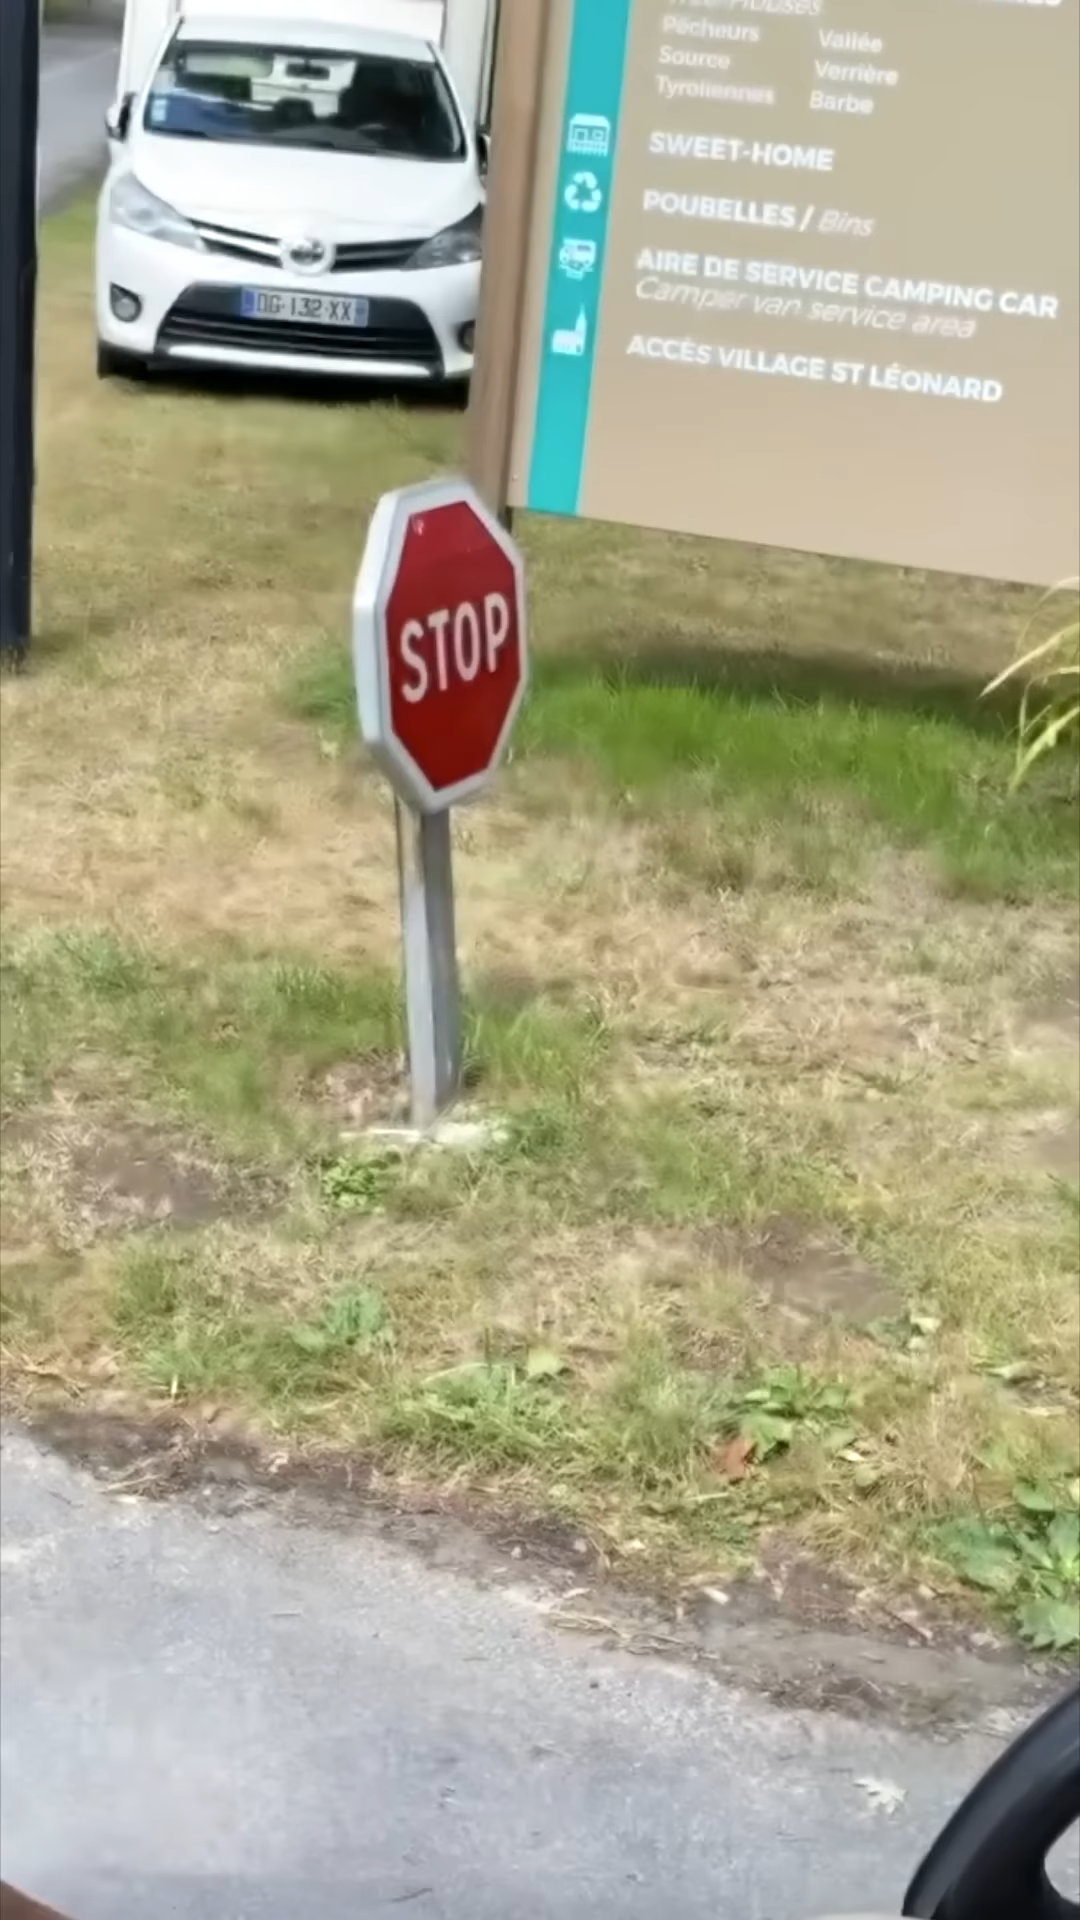 Pêcheurs Vallée
Source Verrière
Tyroliennes Barbe
SWEET-HOME
POUBELLES / Bins
AIRE DE SERVICE CAMPING CAR
Camper van service area
ACCÈS VILLAGE ST LÉONARD
DG-132-XX
STOP